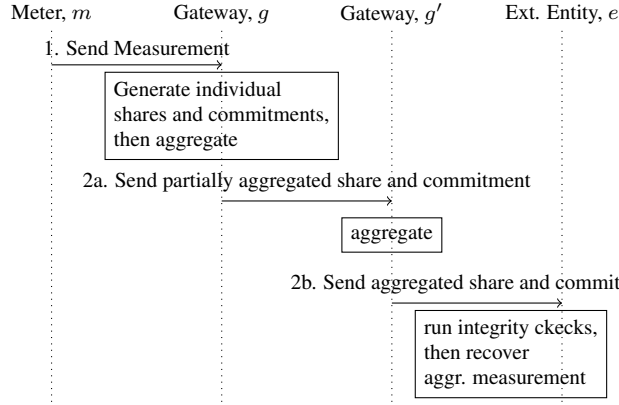 Meter, m Gateway, g Gateway, g′ Ext. Entity, e
1. Send Measurement
Generate individual
shares and commitments,
then aggregate
2a. Send partially aggregated share and commitment
aggregate
2b. Send aggregated share and commit
run integrity ckecks,
then recover
aggr. measurement